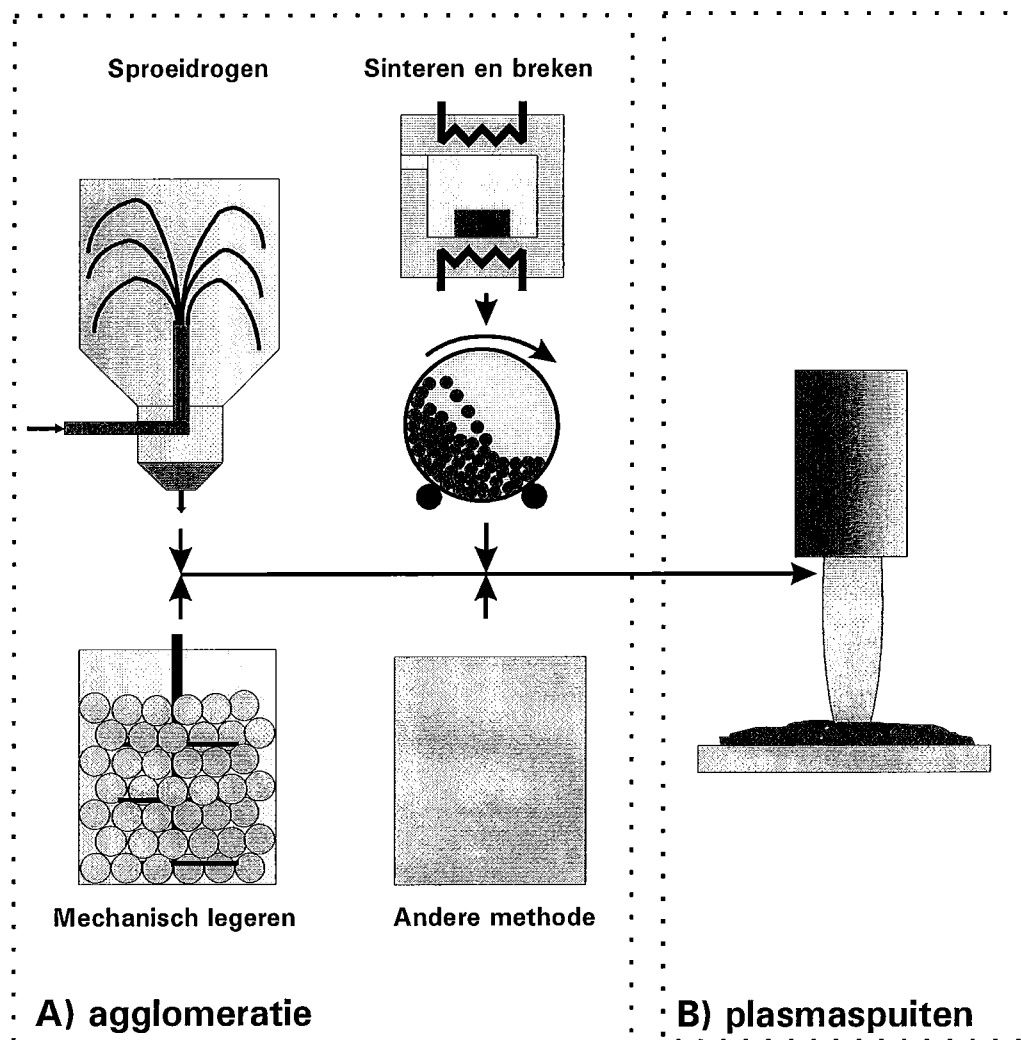 Sproeidrogen
Sinteren en breken
Mechanisch legeren
Andere methode
A) agglomeratie
B) plasmaspuiten